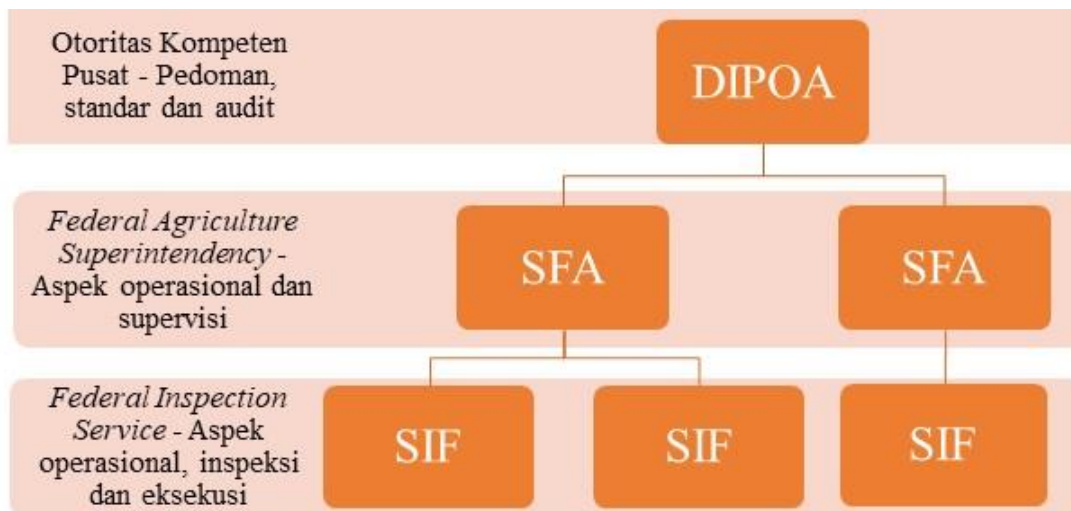 Otoritas Kompeten
Pusat - Pedoman,
standar dan audit
DIPOA
Federal Agriculture
Superintendency -
Aspek operasional dan
supervisi
SFA
SFA
Federal Inspection
Service - Aspek
operasional, inspeksi
dan eksekusi
SIF
SIF
SIF